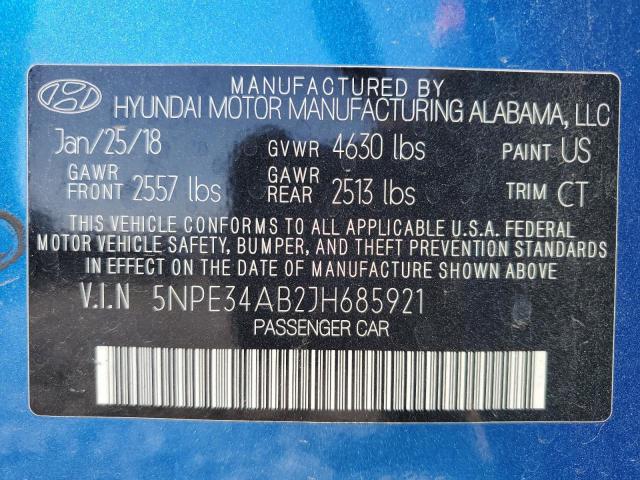 MANUFACTURED BY
HYUNDAI MOTOR MANUFACTURING ALABAMA, LLC
Jan/25/18 GVWR 4630 lbs PAINT US
GAWR FRONT 2557 lbs GAWR REAR 2513 lbs TRIM CT
THIS VEHICLE CONFORMS TO ALL APPLICABLE U.S.A. FEDERAL
MOTOR VEHICLE SAFETY, BUMPER, AND THEFT PREVENTION STANDARDS
IN EFFECT ON THE DATE OF MANUFACTURE SHOWN ABOVE.
V.I.N 5NPE34AB2JH685921
PASSENGER CAR